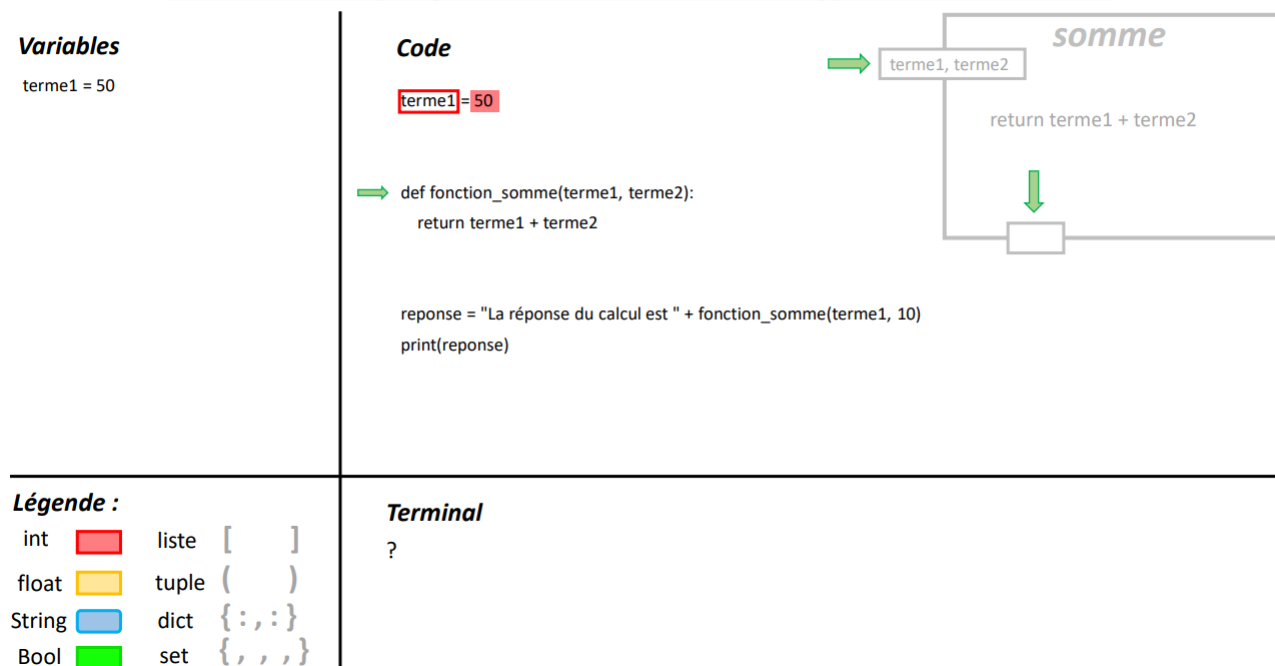 Variables
terme1 = 50
Code
terme1 = 50
def fonction_somme(terme1, terme2):
return terme1 + terme2
reponse = "La réponse du calcul est " + fonction_somme(terme1, 10)
print(reponse)
somme
terme1, terme2
return terme1 + terme2
Légende :
int liste [ ]
float tuple ( )
String dict { : , : }
Bool set { , , , }
Terminal
?